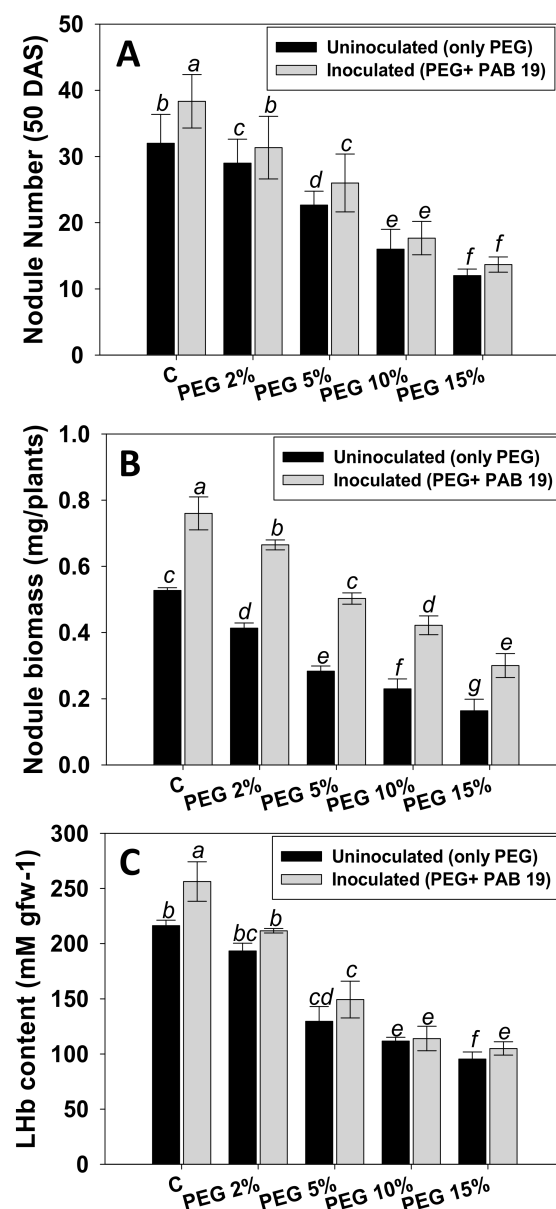 A
Uninoculated (only PEG)
Inoculated (PEG+ PAB 19)
Nodule Number (50 DAS)
50
40
30
20
10
0
b a c b d c e e f f
C PEG 2% PEG 5% PEG 10% PEG 15%
B
Uninoculated (only PEG)
Inoculated (PEG+ PAB 19)
Nodule biomass (mg/plants)
1.0
0.8
0.6
0.4
0.2
0.0
c a d b e c f d g e
C PEG 2% PEG 5% PEG 10% PEG 15%
C
Uninoculated (only PEG)
Inoculated (PEG+ PAB 19)
LHb content (mM gfw-1)
300
250
200
150
100
50
0
b a bc b cd c e e f e
C PEG 2% PEG 5% PEG 10% PEG 15%